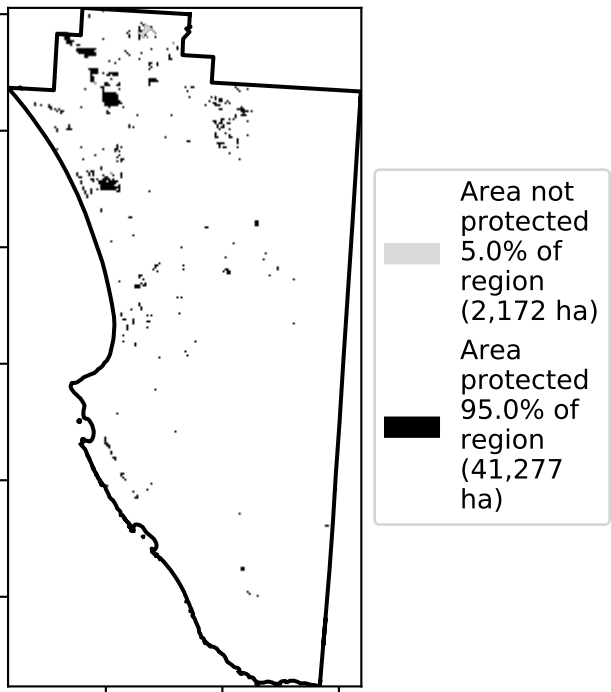 Area not
protected
5.0% of
region
(2,172 ha)
Area
protected
95.0% of
region
(41,277
ha)